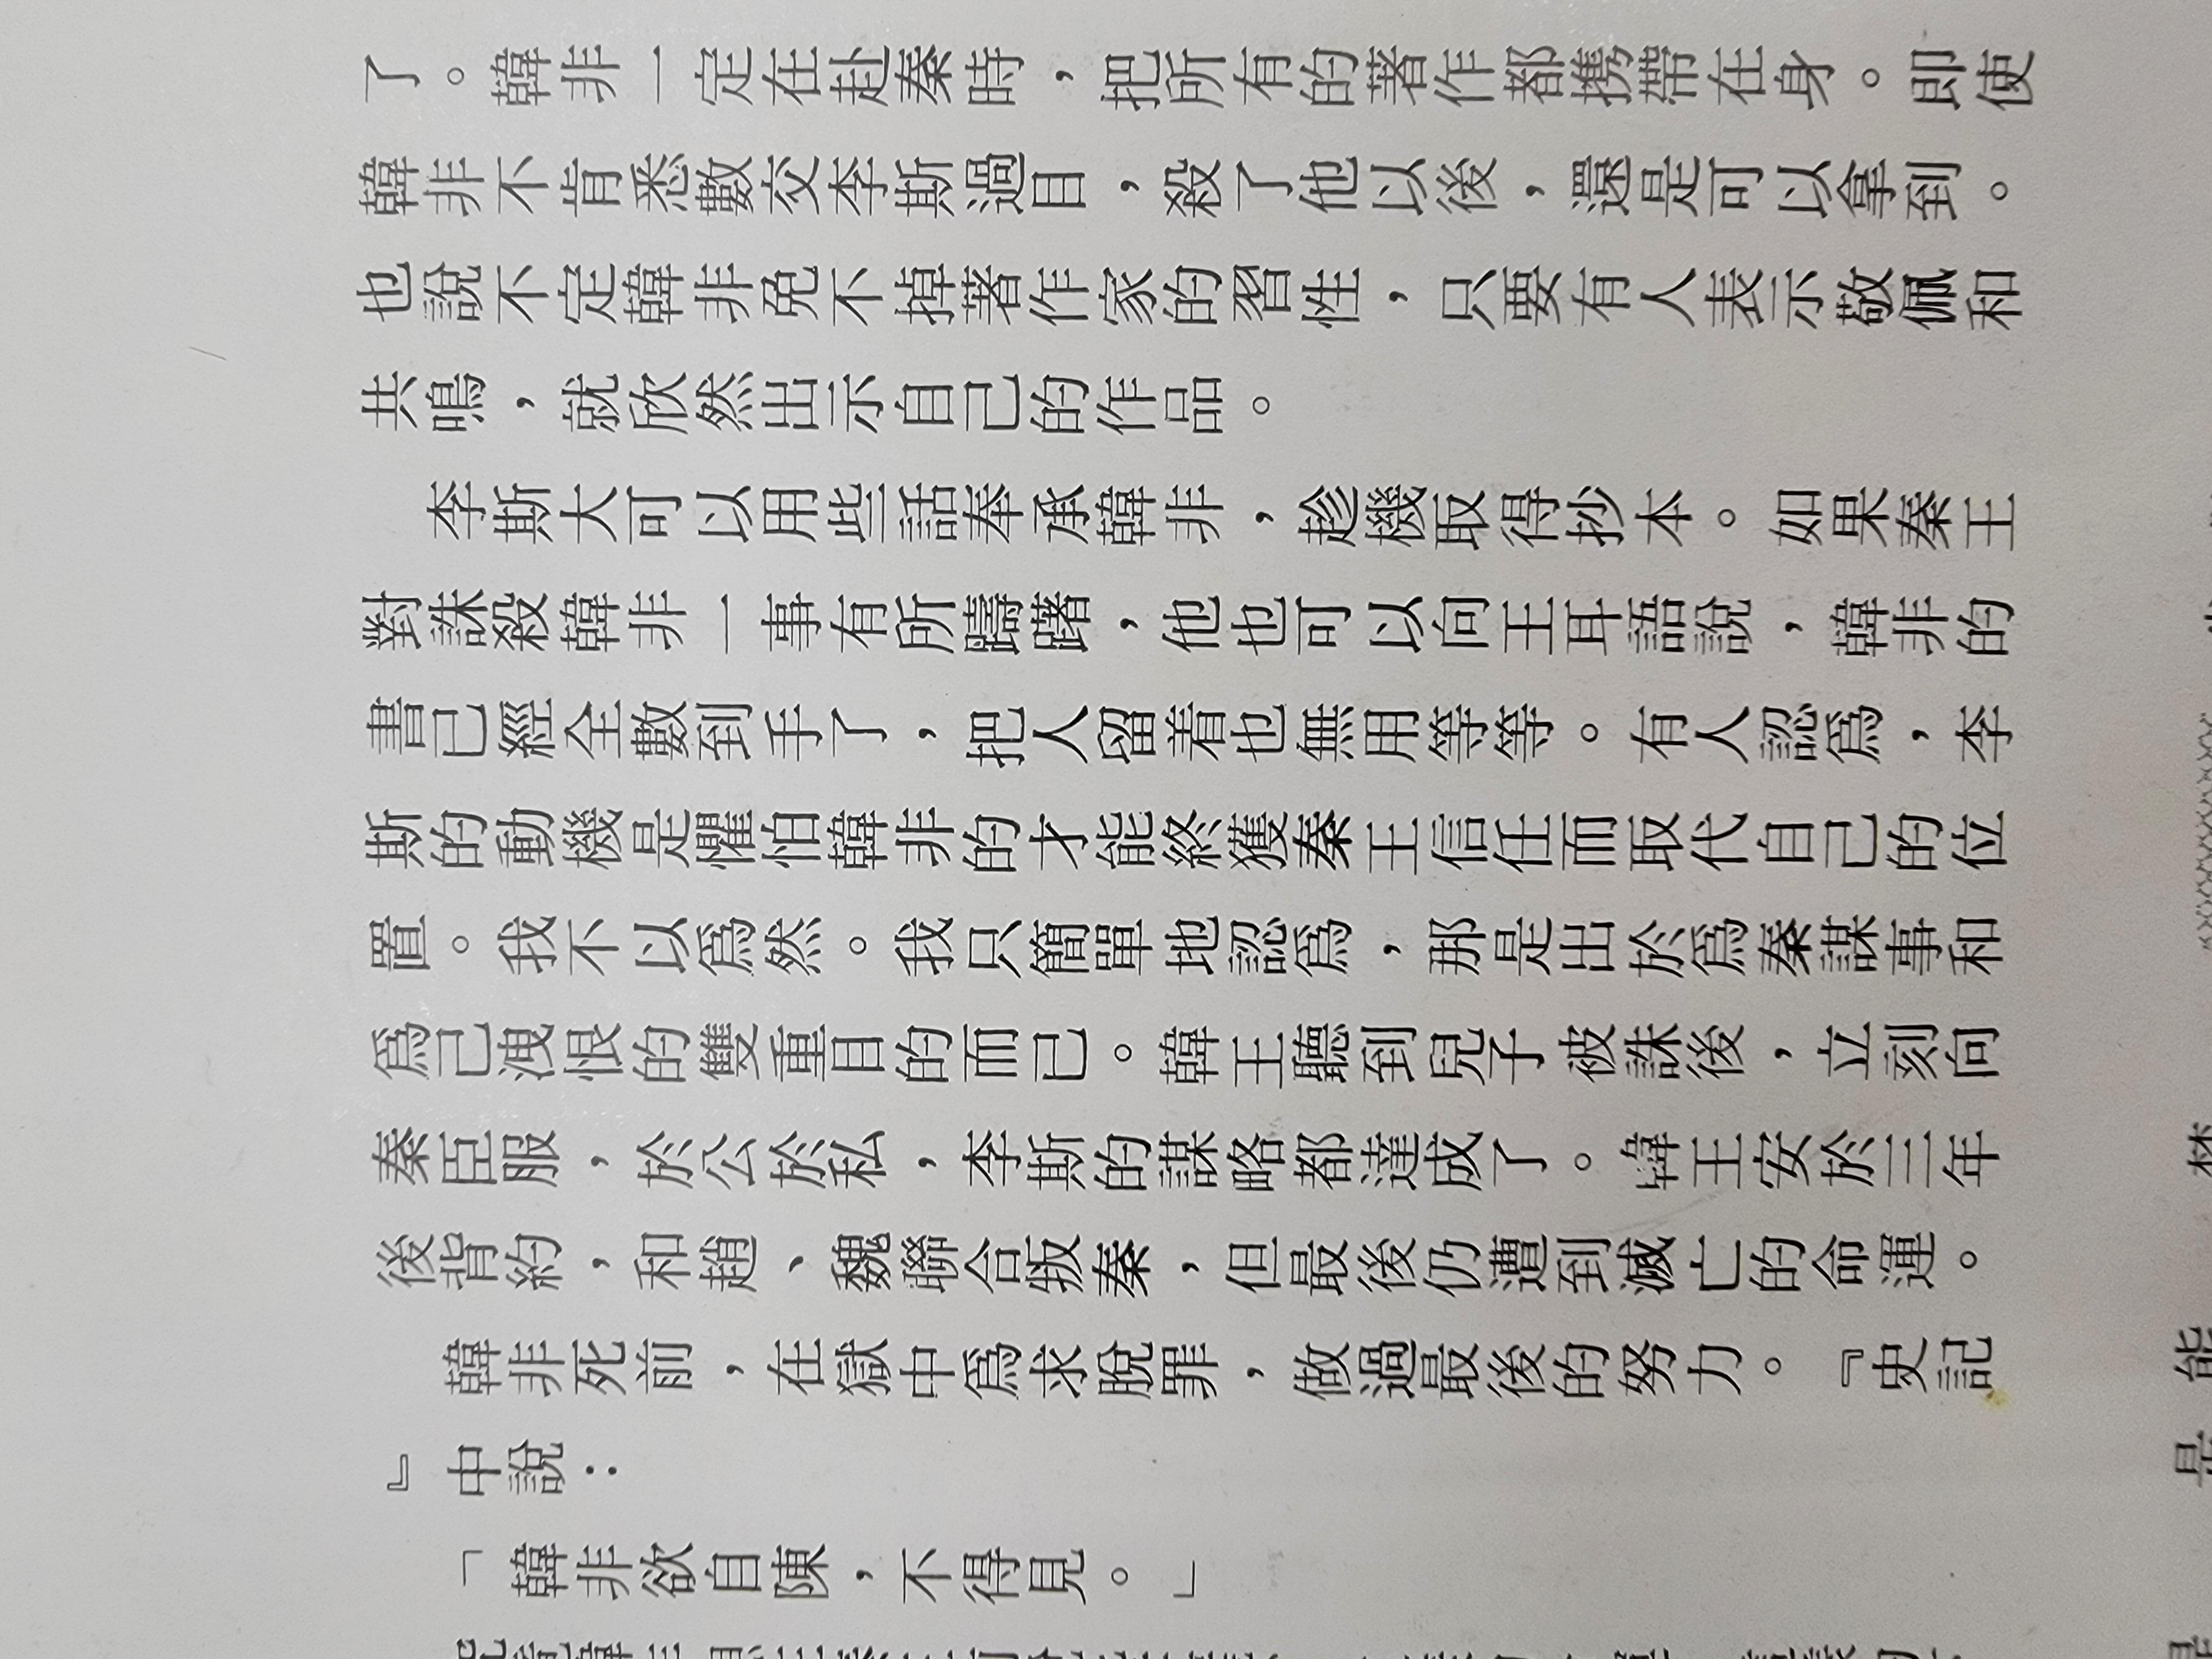 了。韓非一定在赴秦時，把所有的著作都携帶在身。即使
韓非不肯悉數交李斯過目，殺了他以後，還是可以拿到。
也說不定韓非免不掉著作家的習性，只要有人表示敬佩和
共鳴，就欣然出示自己的作品。
李斯大可以用些話奉承韓非，趁機取得抄本。如果秦王
對誅殺韓非一事有所躊躇，他也可以向王耳語說，韓非的
書已經全數到手了，把人留着也無用等等。有人認爲，李
斯的動機是懼怕韓非的才能終獲秦王信任而取代自己的位
置。我不以爲然。我只簡單地認爲，那是出於爲秦謀事和
爲己洩恨的雙重目的而已。韓王聽到兒子被誅後，立刻向
秦臣服，於公於私，李斯的謀略都達成了。韓王安於三年
後背約，和趙、魏聯合叛秦，但最後仍遭到滅亡的命運。
韓非死前，在獄中爲求脫罪，做過最後的努力。『史記
』中說：
「韓非欲自陳，不得見。」